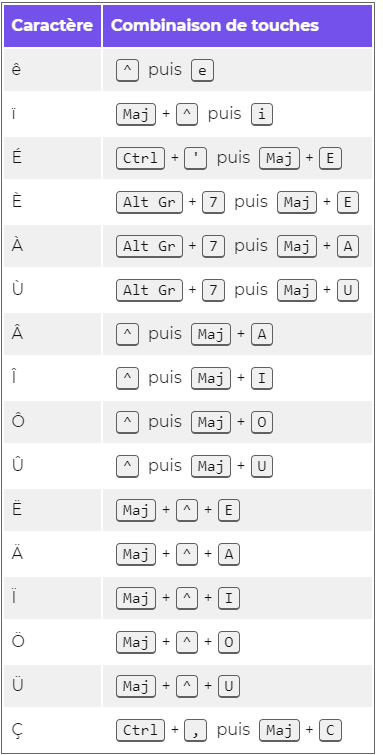 Caractère Combinaison de touches
ê ^ puis e
ï Maj + ^ puis i
É Ctrl + ' puis Maj + E
È Alt Gr + 7 puis Maj + E
À Alt Gr + 7 puis Maj + A
Ù Alt Gr + 7 puis Maj + U
 ^ puis Maj + A
Î ^ puis Maj + I
Ô ^ puis Maj + O
Û ^ puis Maj + U
Ë Maj + ^ + E
Ä Maj + ^ + A
Ï Maj + ^ + I
Ö Maj + ^ + O
Ü Maj + ^ + U
Ç Ctrl + , puis Maj + C